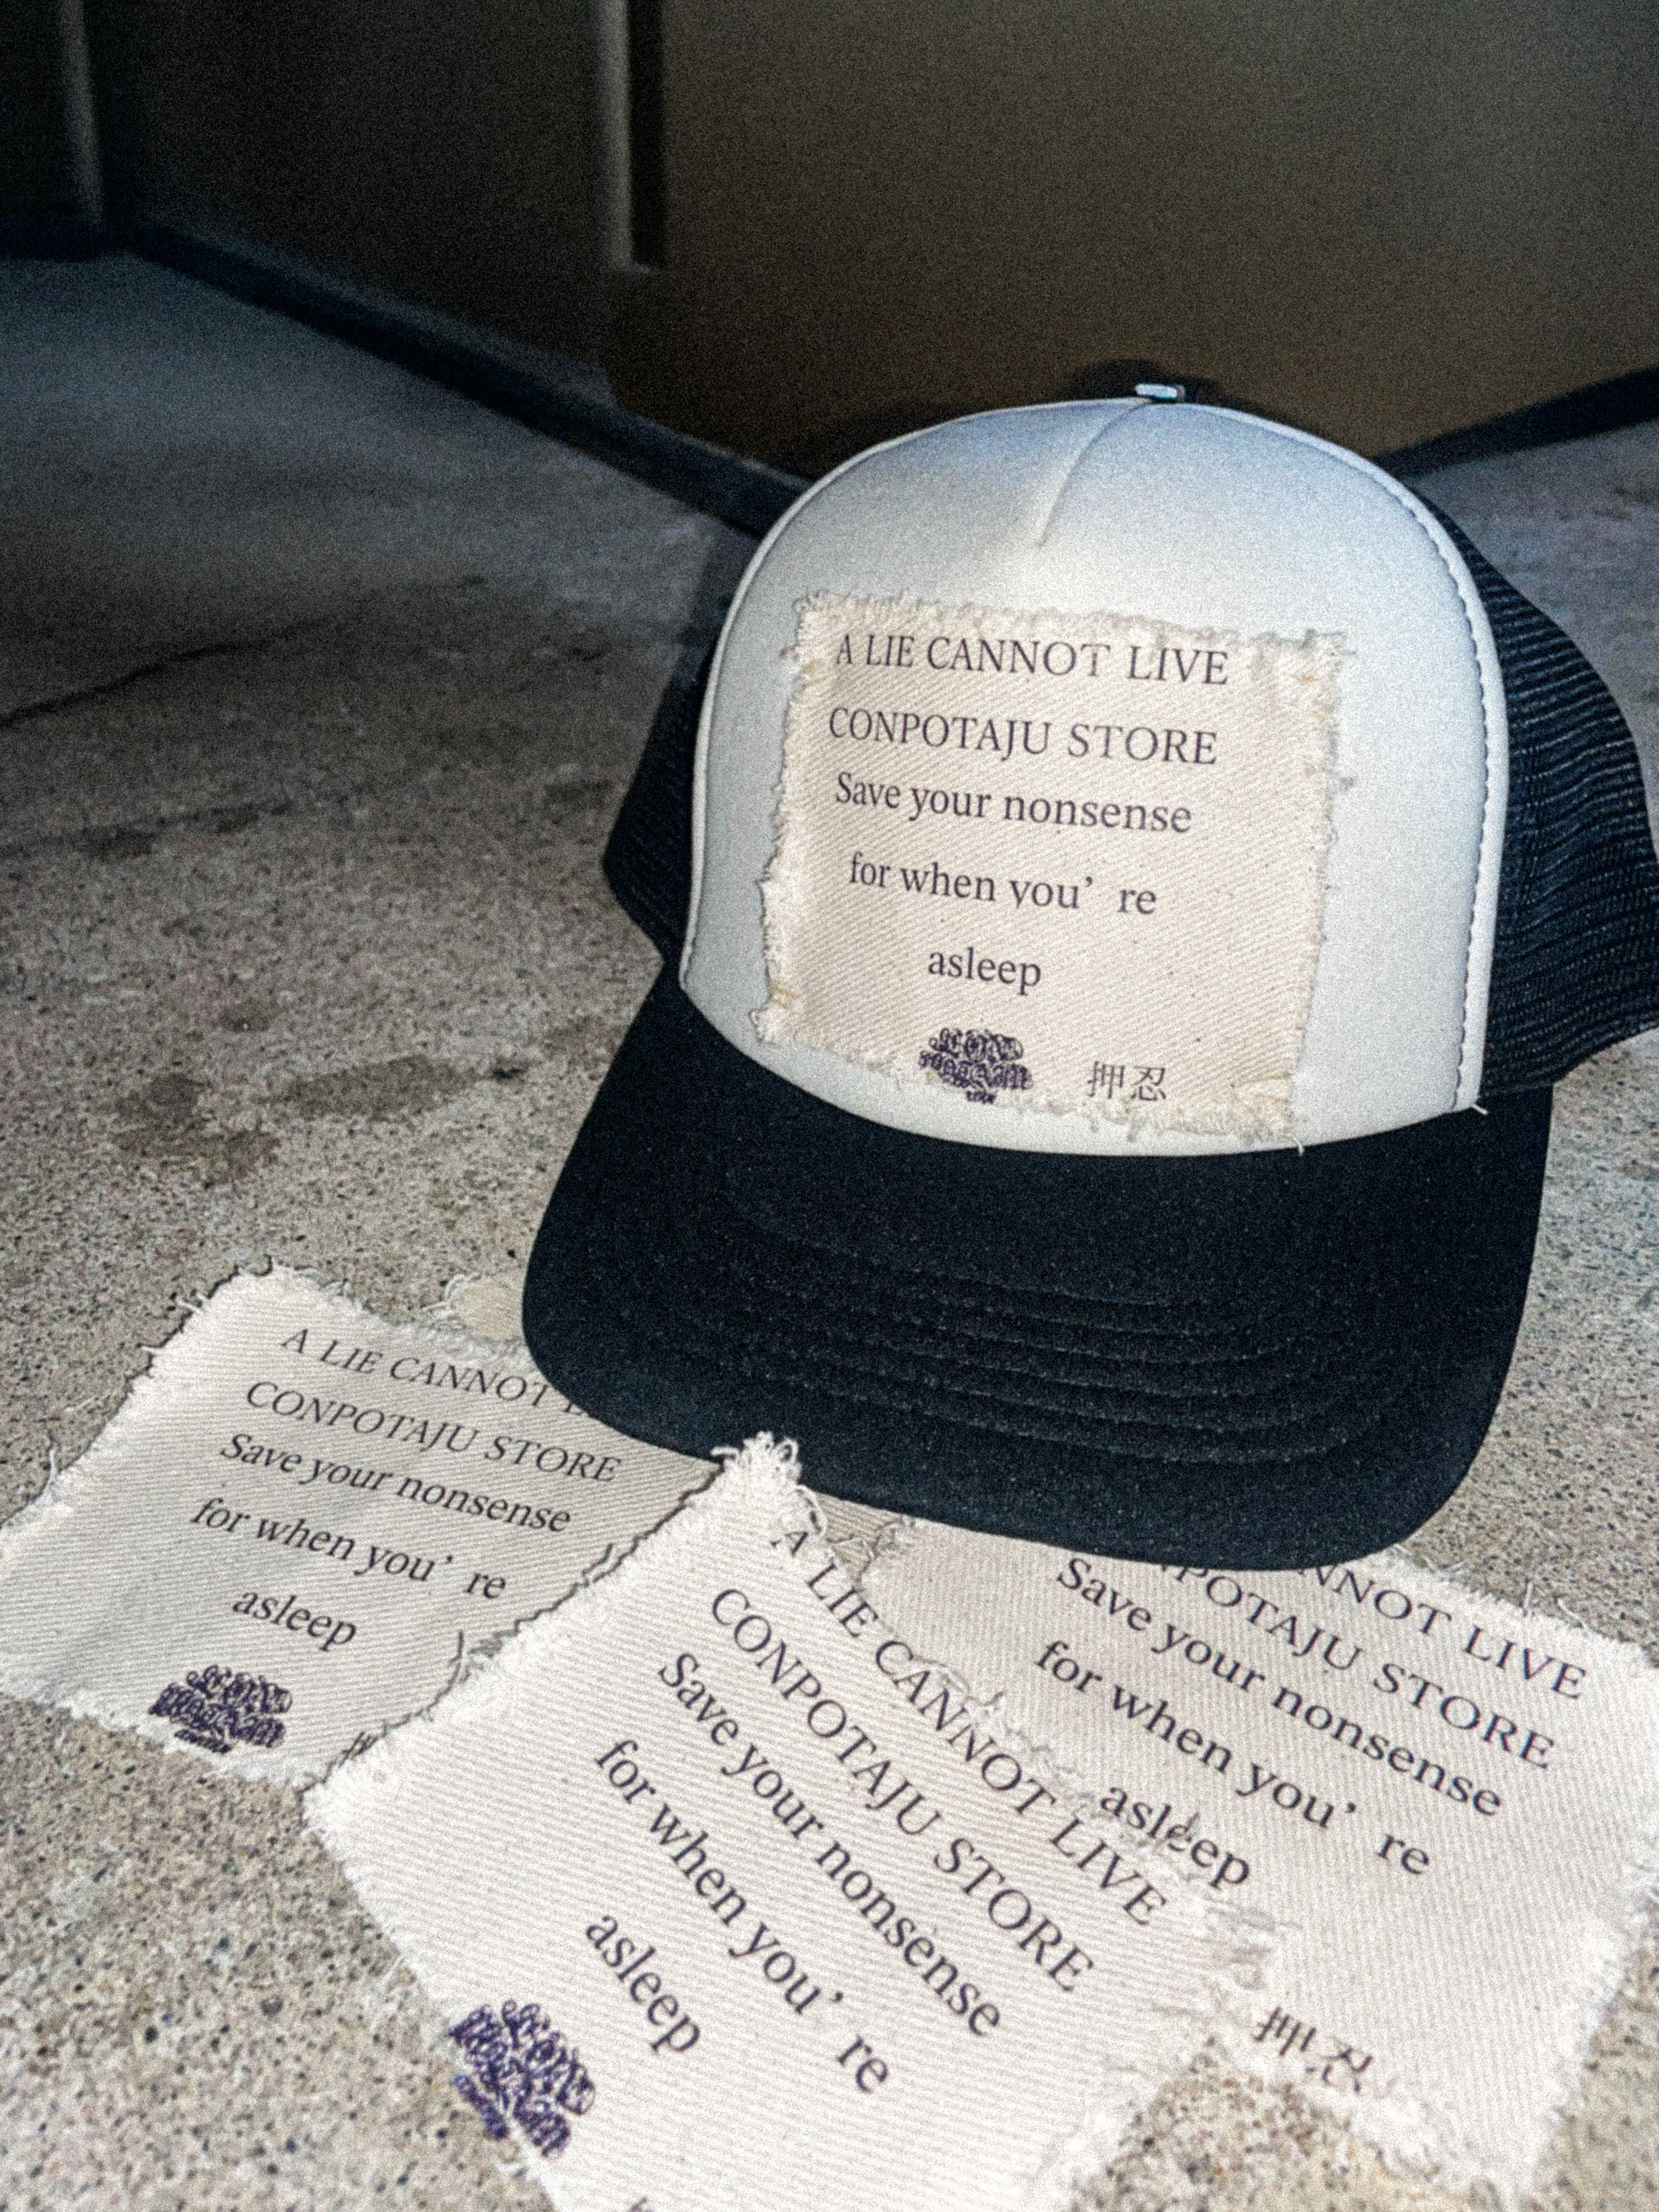 A LIE CANNOT LIVE
CONPOTAJU STORE
Save your nonsense
for when you’ re
asleep
押忍
A LIE CANNOT
CONPOTAJU STORE
Save your nonsense
for when you’ re
asleep
A LIE CANNOT LIVE
CONPOTAJU STORE
Save your nonsense
for when you’ re
asleep
NNOT LIVE
POTAJU STORE
Save your nonsense
for when you’ re
asleep
押忍